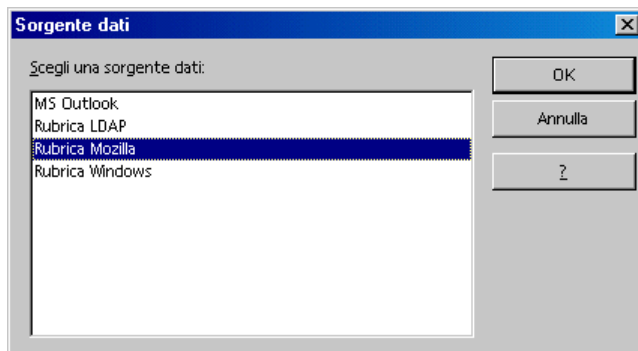 Sorgente dati
Scegli una sorgente dati:
MS Outlook
Rubrica LDAP
Rubrica Mozilla
Rubrica Windows
OK
Annulla
?